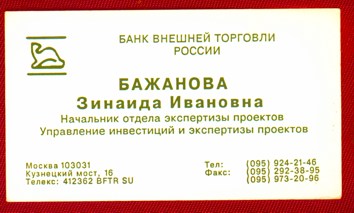 БАНК ВНЕШНЕЙ ТОРГОВЛИ
РОССИИ
БАЖАНОВА
Зинаида Ивановна
Начальник отдела экспертизы проектов
Управление инвестиций и экспертизы проектов
Москва 103031
Кузнецкий мост, 16
Телекс: 412362 BFTR SU
Тел: (095) 924-21-46
Факс: (095) 292-38-95
(095) 973-20-96